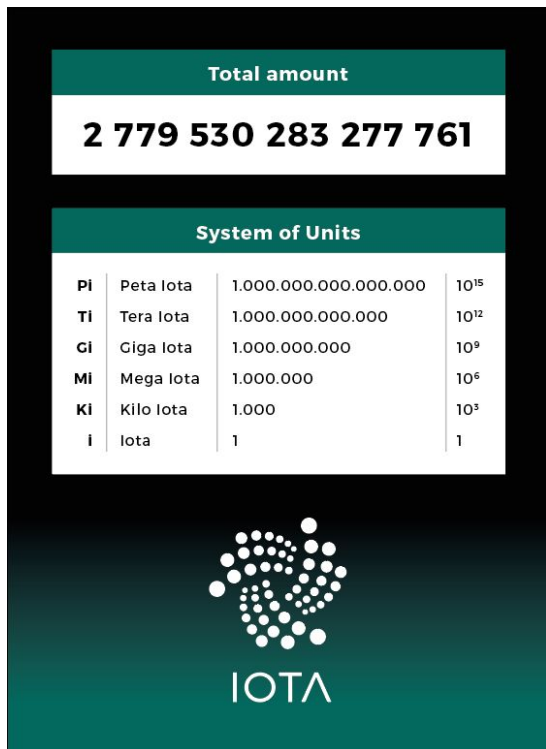 Total amount
2 779 530 283 277 761
System of Units
Pi Peta Iota 1.000.000.000.000.000 10¹⁵
Ti Tera Iota 1.000.000.000.000 10¹²
Gi Giga Iota 1.000.000.000 10⁹
Mi Mega Iota 1.000.000 10⁶
Ki Kilo Iota 1.000 10³
i Iota 1 1
IOTA